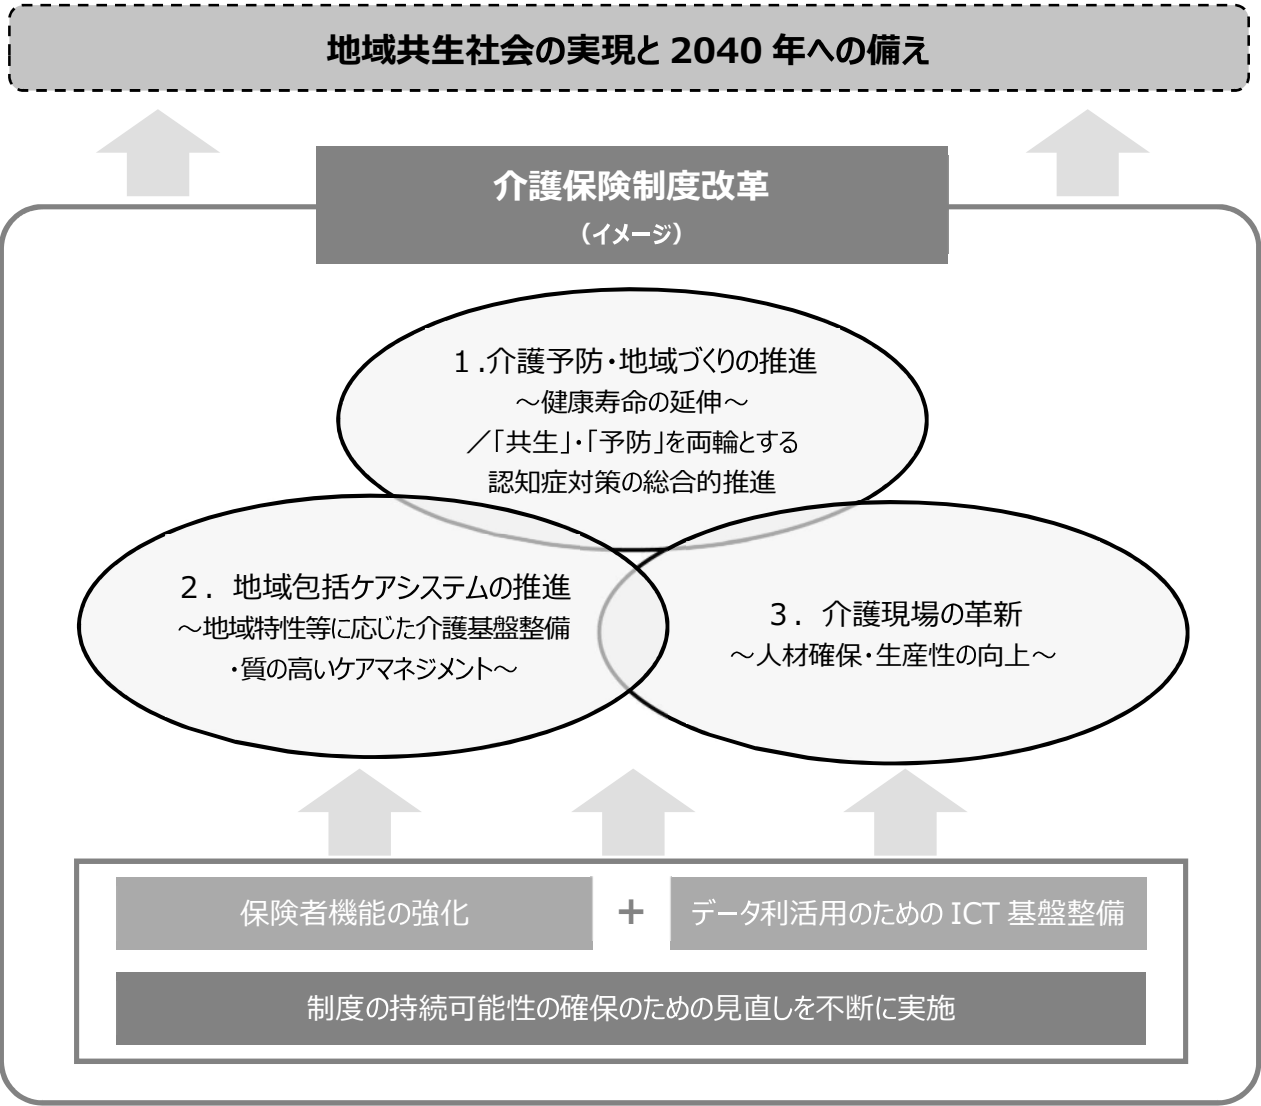 地域共生社会の実現と 2040 年への備え
介護保険制度改革
（イメージ）
１.介護予防・地域づくりの推進
～健康寿命の延伸～
／「共生」・「予防」を両輪とする
認知症対策の総合的推進
２．地域包括ケアシステムの推進
～地域特性等に応じた介護基盤整備
・質の高いケアマネジメント～
３．介護現場の革新
～人材確保・生産性の向上～
保険者機能の強化
+
データ利活用のための ICT 基盤整備
制度の持続可能性の確保のための見直しを不断に実施